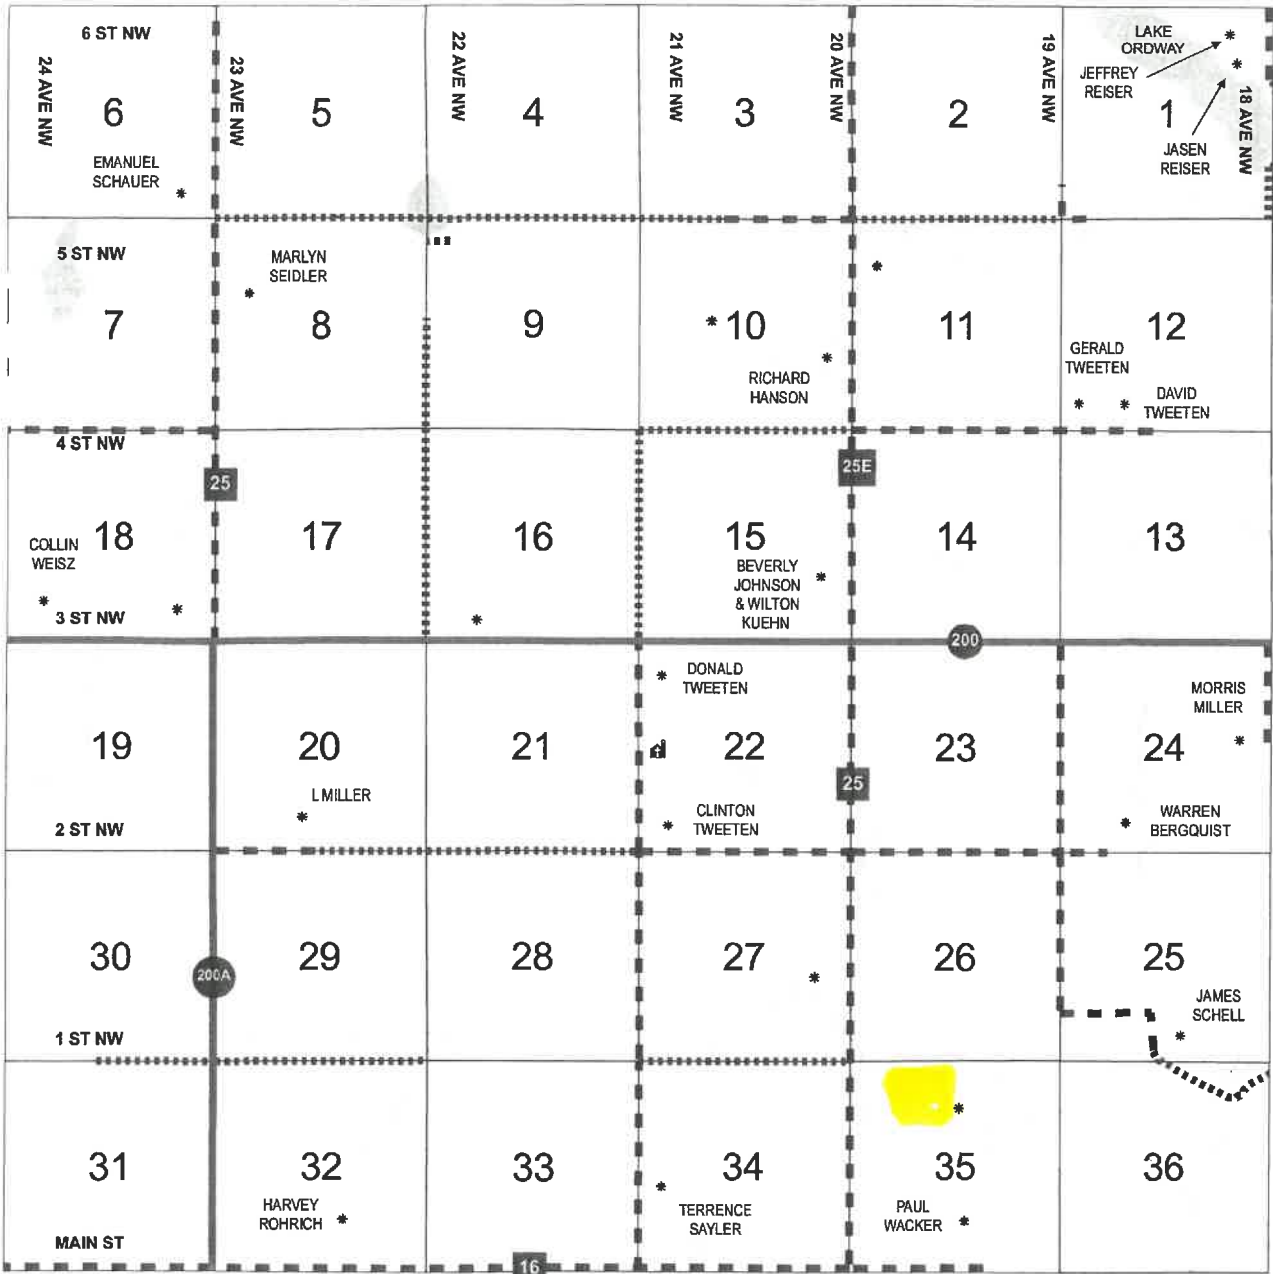 6 ST NW
24 AVE NW
23 AVE NW
22 AVE NW
21 AVE NW
20 AVE NW
19 AVE NW
18 AVE NW
LAKE
ORDWAY
JEFFREY
REISER
JASEN
REISER
6
5
4
3
2
1
EMANUEL
SCHAUER
5 ST NW
MARLYN
SEIDLER
7
8
9
10
11
12
RICHARD
HANSON
GERALD
TWEETEN
DAVID
TWEETEN
4 ST NW
25
25E
18
17
16
15
14
13
COLLIN
WEISZ
BEVERLY
JOHNSON
& WILTON
KUEHN
3 ST NW
200
DONALD
TWEETEN
MORRIS
MILLER
19
20
21
22
23
24
25
L MILLER
CLINTON
TWEETEN
WARREN
BERGQUIST
2 ST NW
30
29
28
27
26
25
200A
JAMES
SCHELL
1 ST NW
31
32
33
34
35
36
HARVEY
ROHRICH
TERRENCE
SAYLER
PAUL
WACKER
MAIN ST
16